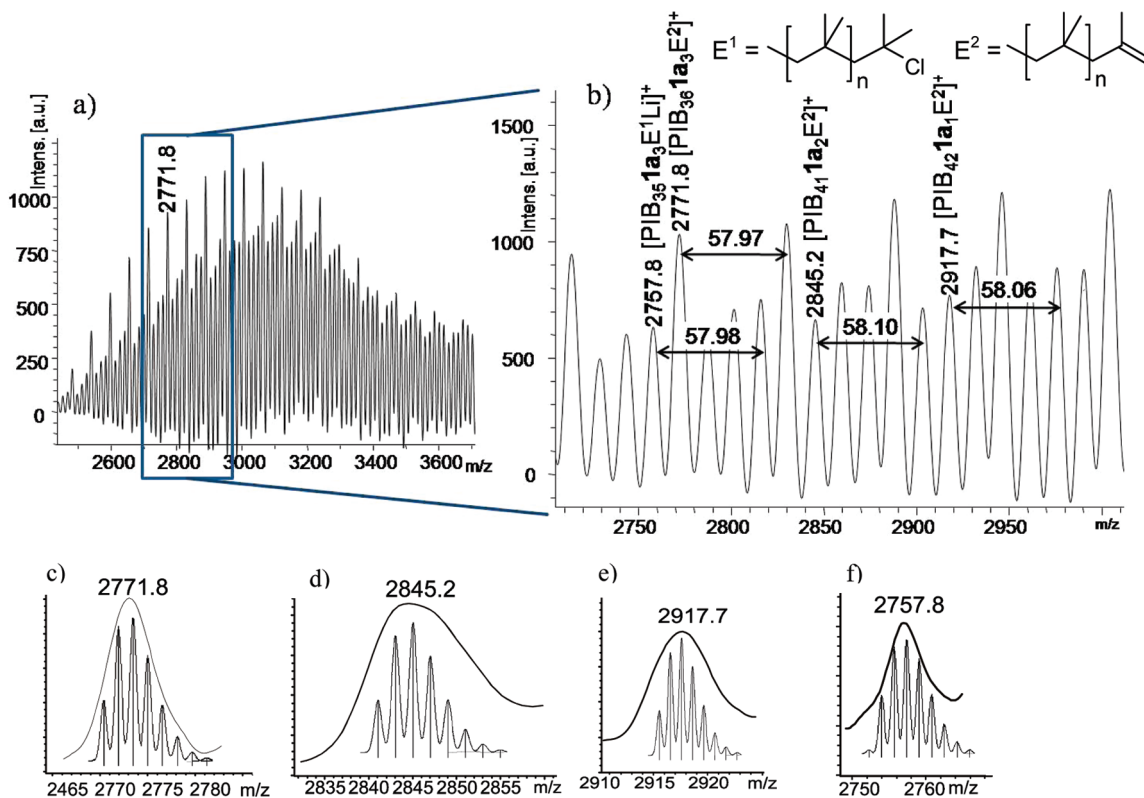 a)
Intens. [a.u.]
1000
750
500
250
0
2771.8
2600
2800
3000
3200
3400
3600
m/z
b)
E¹ =
n
Cl
E² =
n
Intens. [a.u.]
1500
1000
500
0
2757.8 [PIB₃₅1a₃E¹Li]⁺
2771.8 [PIB₃₆1a₃E²]⁺
2845.2 [PIB₄₁1a₂E²]⁺
2917.7 [PIB₄₂1a₁E²]⁺
57.97
57.98
58.10
58.06
2750
2800
2850
2900
2950
m/z
c)
2771.8
2465
2770
2775
2780
m/z
d)
2845.2
2835
2840
2845
2850
2855
m/z
e)
2917.7
2910
2915
2920
m/z
f)
2757.8
2750
2760
m/z